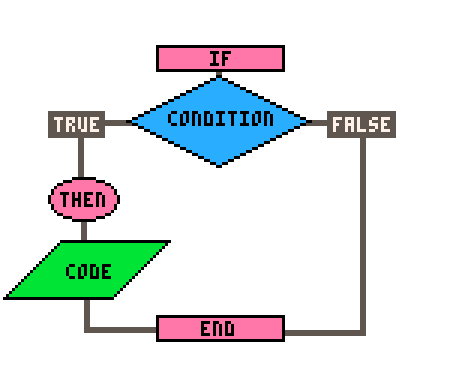 IF
CONDITION
TRUE
FALSE
THEN
CODE
END